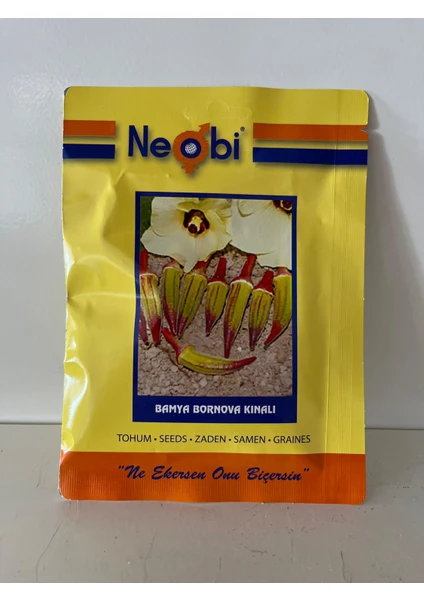 Neobi®
BAMYA BORNOVA KINALI
TOHUM • SEEDS • ZADEN • SAMEN • GRAINES
"Ne Ekersen Onu Biçersin"